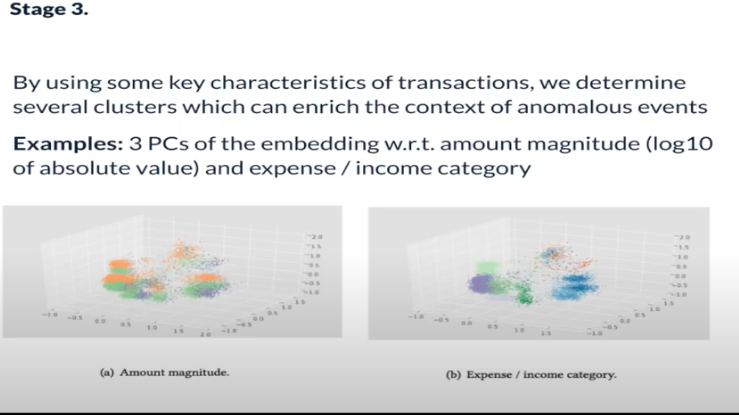 Stage 3.
By using some key characteristics of transactions, we determine
several clusters which can enrich the context of anomalous events
Examples: 3 PCs of the embedding w.r.t. amount magnitude (log10
of absolute value) and expense / income category
(a) Amount magnitude.
(b) Expense / income category.